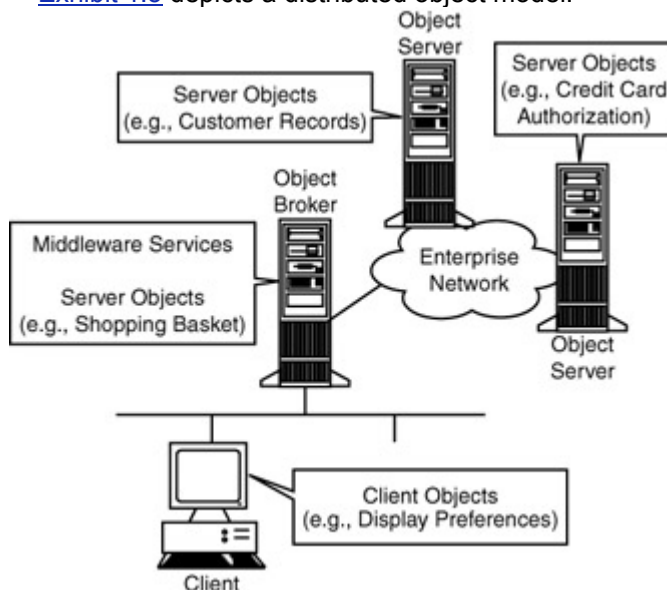 depicts a distributed object model.
Object
Server
Server Objects
(e.g., Customer Records)
Server Objects
(e.g., Credit Card
Authorization)
Object
Broker
Middleware Services
Server Objects
(e.g., Shopping Basket)
Enterprise
Network
Object
Server
Client Objects
(e.g., Display Preferences)
Client